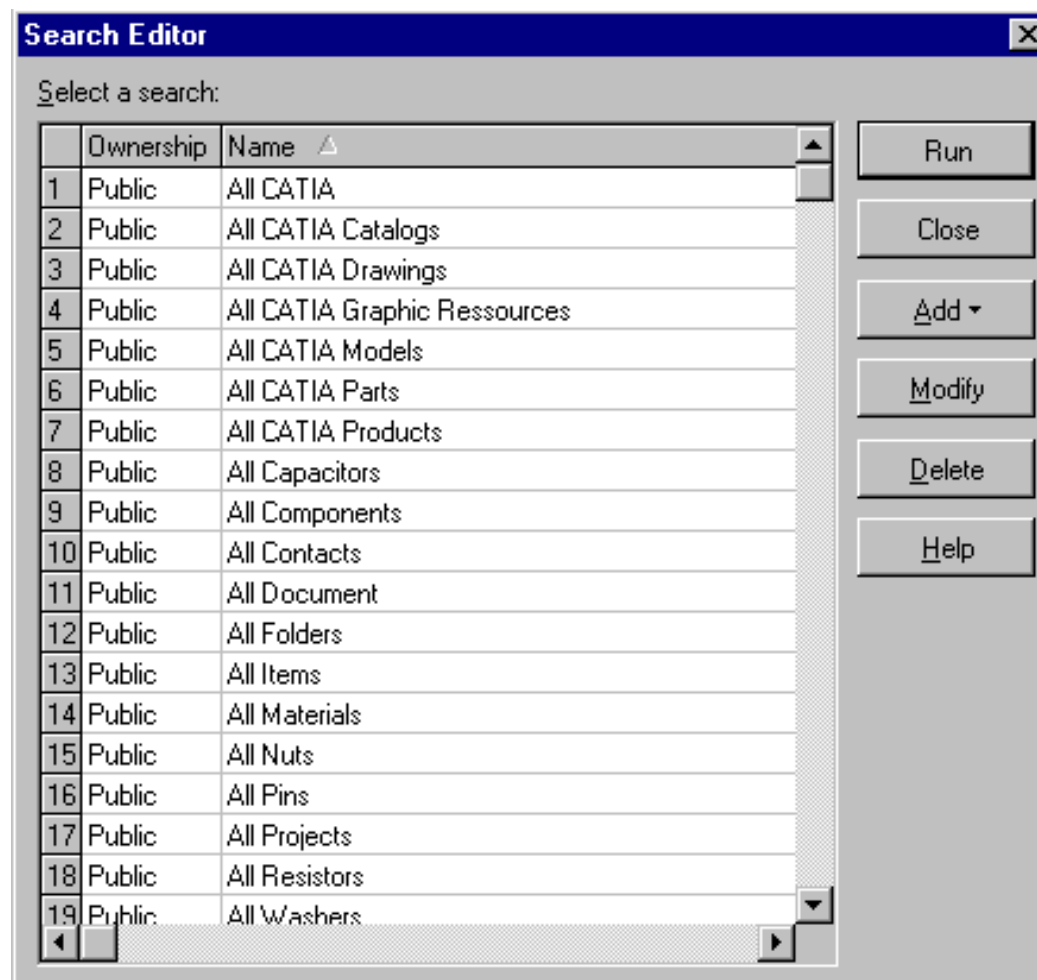 Search Editor
Select a search:
Ownership Name
1 Public All CATIA
2 Public All CATIA Catalogs
3 Public All CATIA Drawings
4 Public All CATIA Graphic Ressources
5 Public All CATIA Models
6 Public All CATIA Parts
7 Public All CATIA Products
8 Public All Capacitors
9 Public All Components
10 Public All Contacts
11 Public All Document
12 Public All Folders
13 Public All Items
14 Public All Materials
15 Public All Nuts
16 Public All Pins
17 Public All Projects
18 Public All Resistors
19 Public All Washers
Run
Close
Add
Modify
Delete
Help